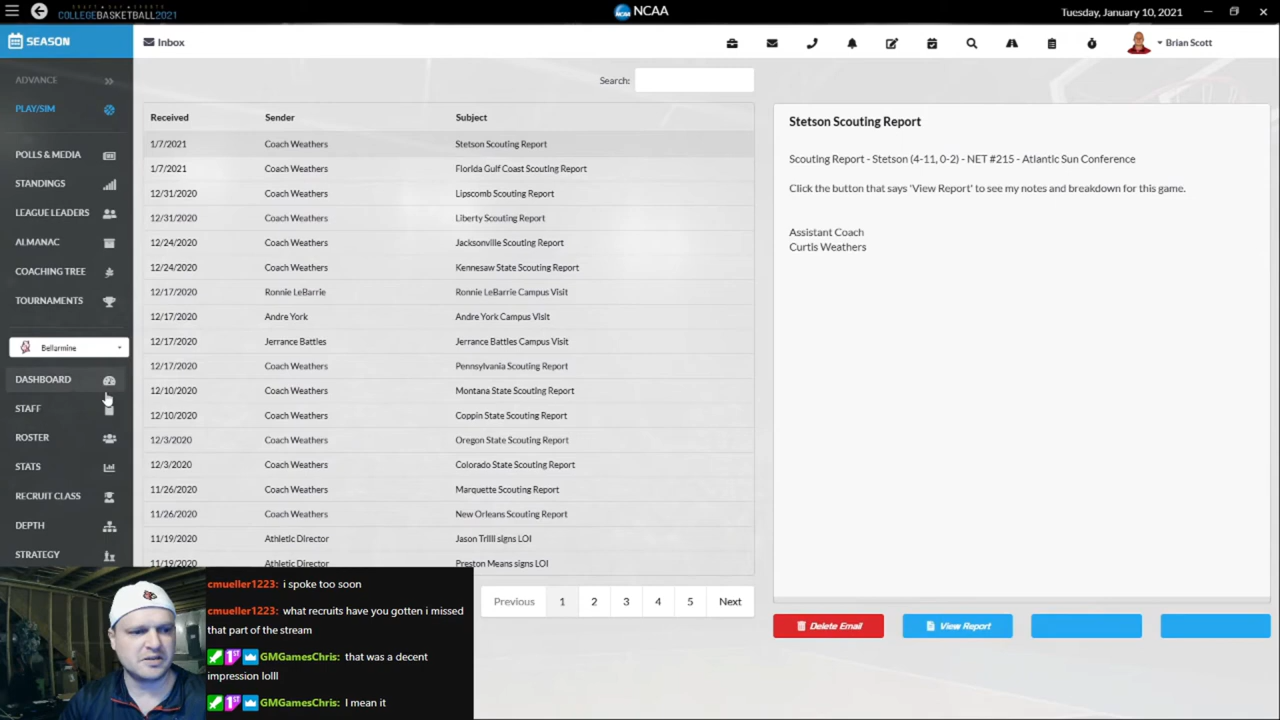 DRAFT DAY SPORTS
COLLEGEBASKETBALL2021
NCAA
Tuesday, January 10, 2021
SEASON
Inbox
Brian Scott
ADVANCE
PLAY/SIM
POLLS & MEDIA
STANDINGS
LEAGUE LEADERS
ALMANAC
COACHING TREE
TOURNAMENTS
Bellarmine
DASHBOARD
STAFF
ROSTER
STATS
RECRUIT CLASS
DEPTH
STRATEGY
Search:
Received Sender Subject
1/7/2021 Coach Weathers Stetson Scouting Report
1/7/2021 Coach Weathers Florida Gulf Coast Scouting Report
12/31/2020 Coach Weathers Lipscomb Scouting Report
12/31/2020 Coach Weathers Liberty Scouting Report
12/24/2020 Coach Weathers Jacksonville Scouting Report
12/24/2020 Coach Weathers Kennesaw State Scouting Report
12/17/2020 Ronnie LeBarrie Ronnie LeBarrie Campus Visit
12/17/2020 Andre York Andre York Campus Visit
12/17/2020 Jerrance Battles Jerrance Battles Campus Visit
12/17/2020 Coach Weathers Pennsylvania Scouting Report
12/10/2020 Coach Weathers Montana State Scouting Report
12/10/2020 Coach Weathers Coppin State Scouting Report
12/3/2020 Coach Weathers Oregon State Scouting Report
12/3/2020 Coach Weathers Colorado State Scouting Report
11/26/2020 Coach Weathers Marquette Scouting Report
11/26/2020 Coach Weathers New Orleans Scouting Report
11/19/2020 Athletic Director Jason Trilli signs LOI
11/19/2020 Athletic Director Preston Means signs LOI
Previous 1 2 3 4 5 Next
Stetson Scouting Report
Scouting Report - Stetson (4-11, 0-2) - NET #215 - Atlantic Sun Conference
Click the button that says 'View Report' to see my notes and breakdown for this game.
Assistant Coach
Curtis Weathers
Delete Email
View Report
cmueller1223: i spoke too soon
cmueller1223: what recruits have you gotten i missed
that part of the stream
1st GMGamesChris: that was a decent
impression lolll
1st GMGamesChris: I mean it